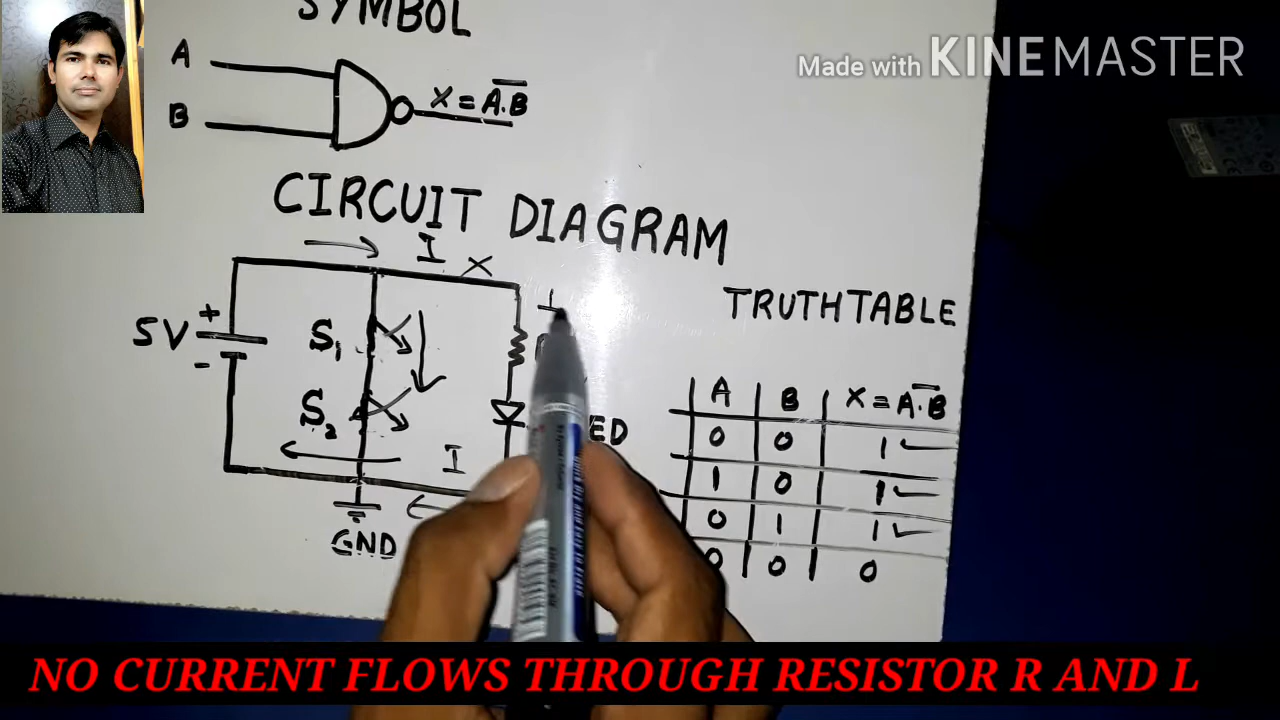 SYMBOL
Made with KINEMASTER
A
B
X = A̅.̅B̅
CIRCUIT DIAGRAM
I
X
5V
+
-
S₁
S₂
I
GND
ED
TRUTHTABLE
A B X = A̅.̅B̅
0 0 1
1 0 1
0 1 1
0 0 0
NO CURRENT FLOWS THROUGH RESISTOR R AND L